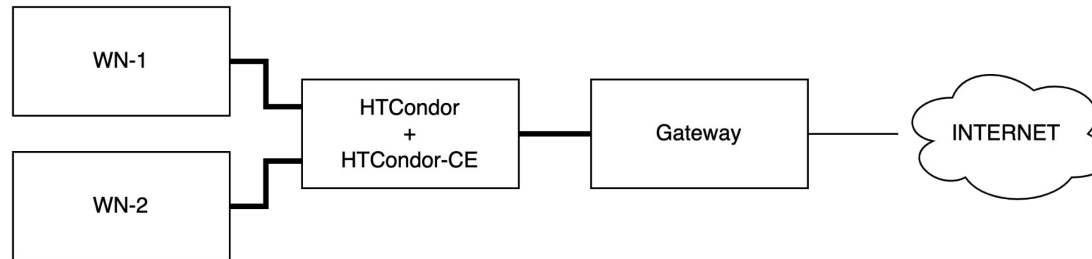 WN-1
WN-2
HTCondor
+
HTCondor-CE
Gateway
INTERNET